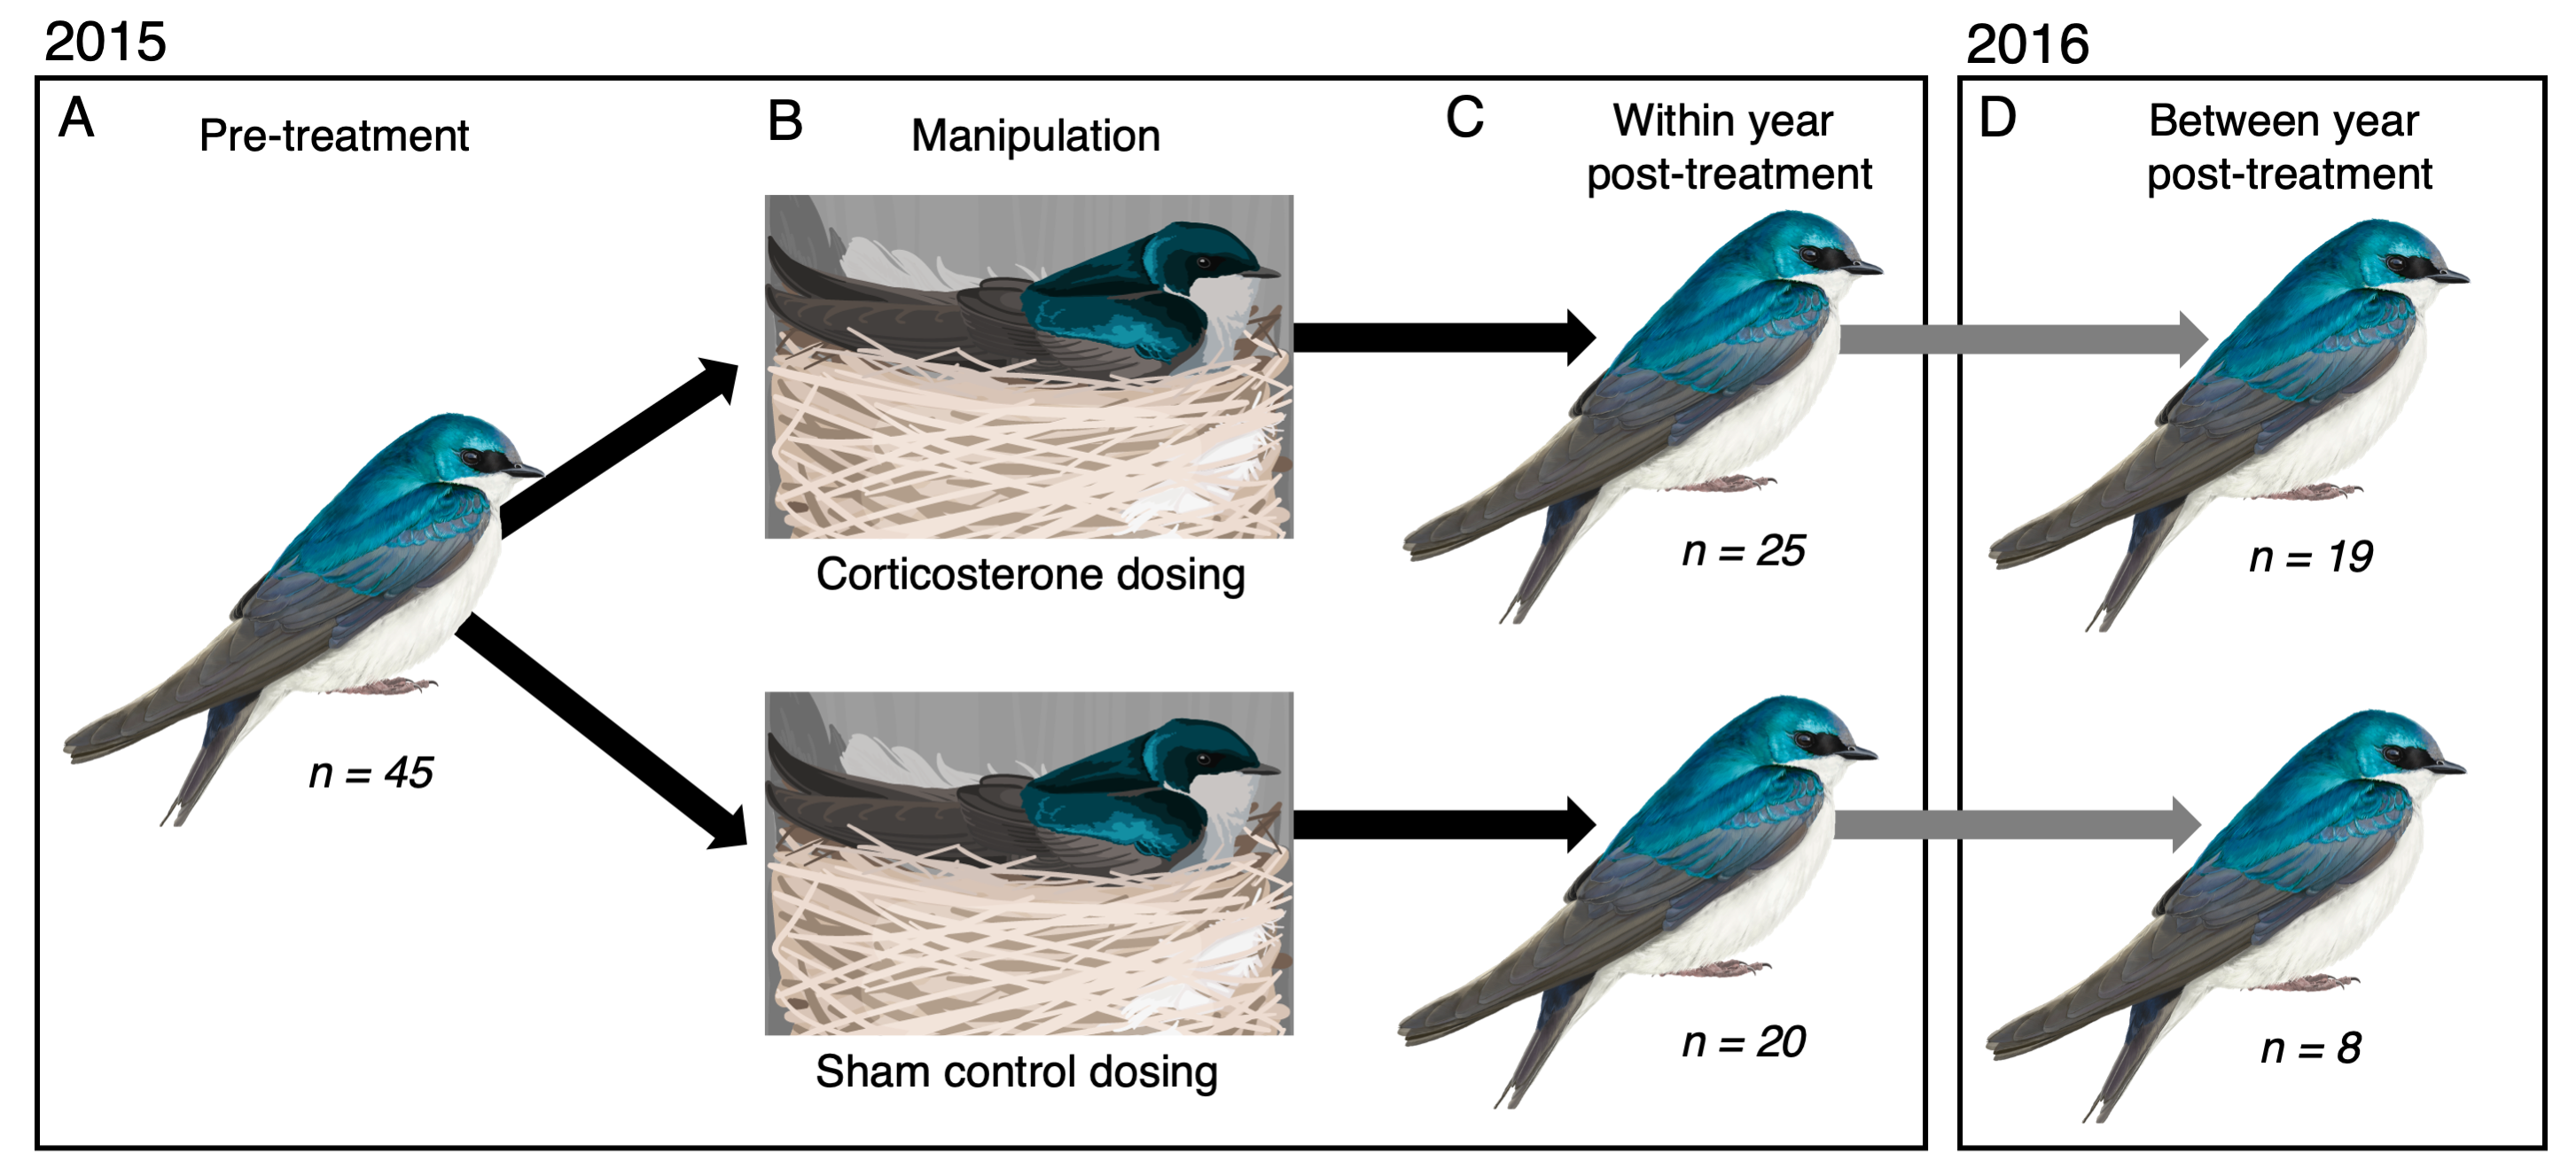 2015
2016
A
Pre-treatment
B
Manipulation
C
Within year
post-treatment
D
Between year
post-treatment
n = 45
Corticosterone dosing
n = 25
n = 19
Sham control dosing
n = 20
n = 8